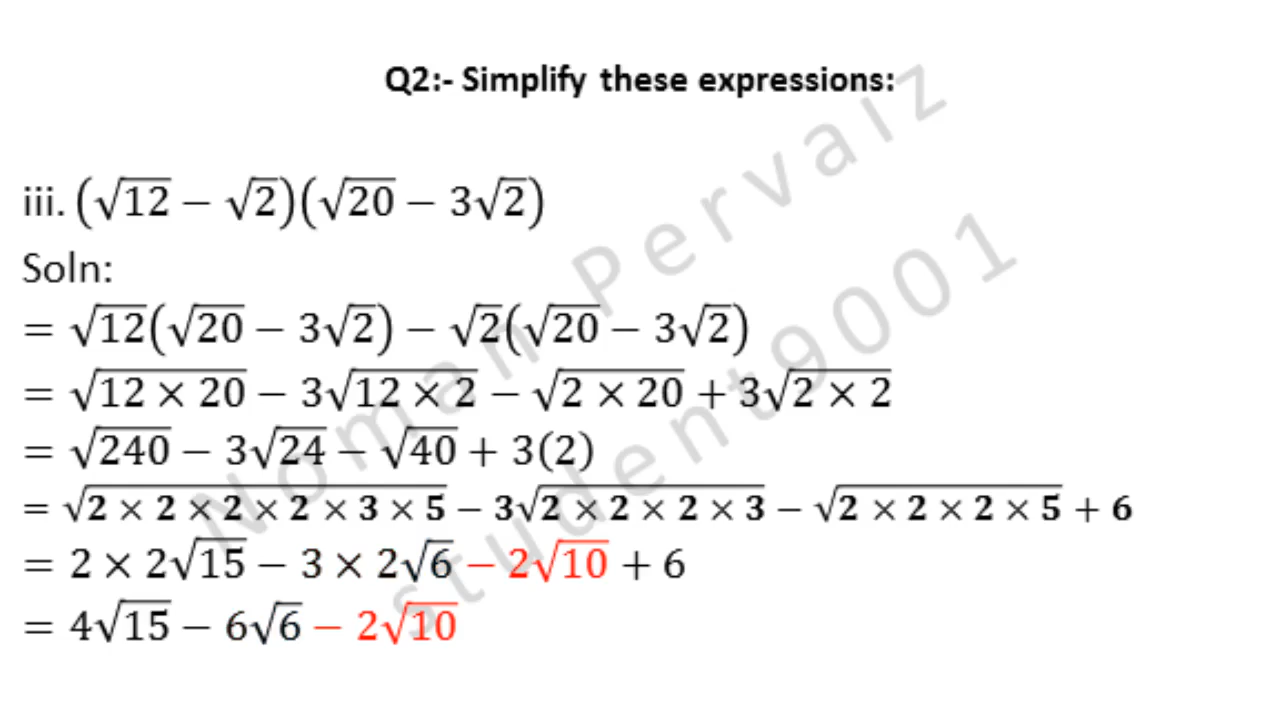 Q2:- Simplify these expressions:
iii. (√12 − √2)(√20 − 3√2)
Soln:
= √12(√20 − 3√2) − √2(√20 − 3√2)
= √(12 × 20) − 3√(12 × 2) − √(2 × 20) + 3√(2 × 2)
= √240 − 3√24 − √40 + 3(2)
= √(2 × 2 × 2 × 2 × 3 × 5) − 3√(2 × 2 × 2 × 3) − √(2 × 2 × 2 × 5) + 6
= 2 × 2√15 − 3 × 2√6 − 2√10 + 6
= 4√15 − 6√6 − 2√10
Noman Pervaiz
student9001